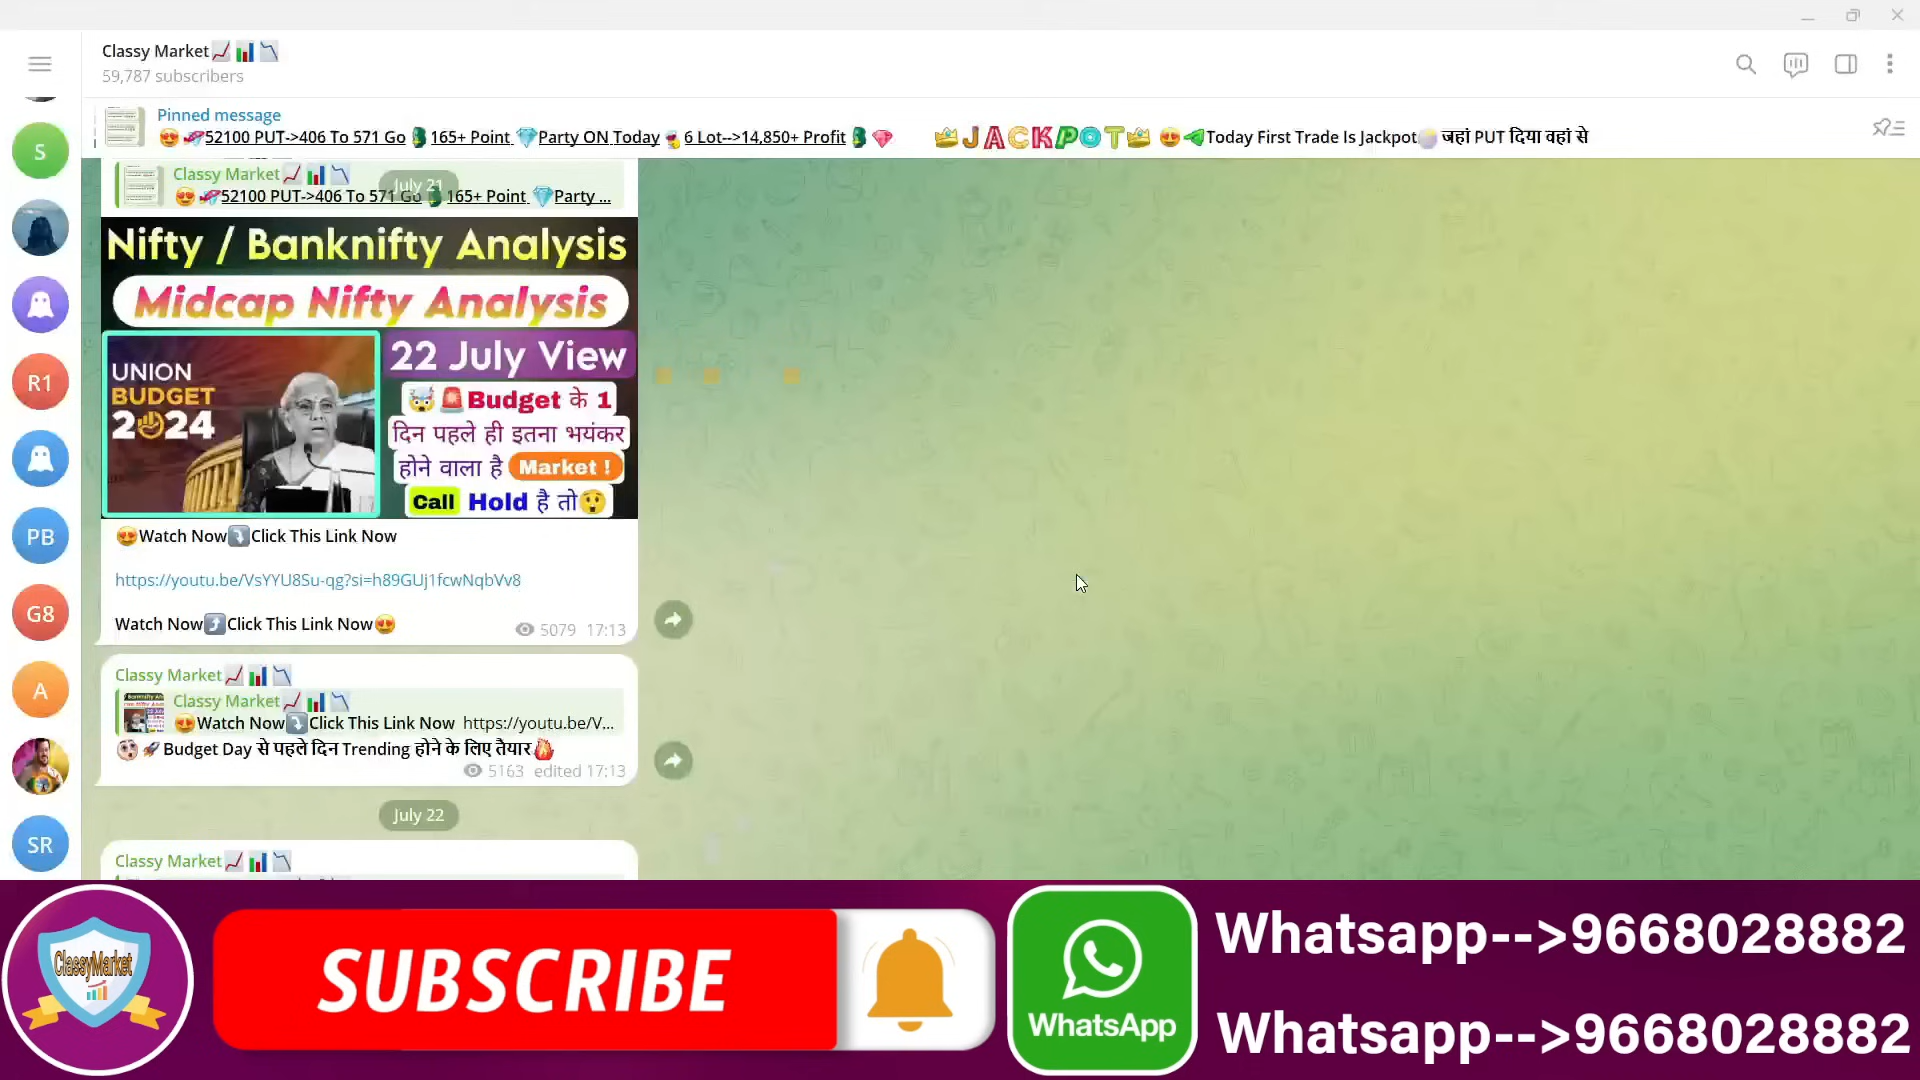 Classy Market📈📊📉
59,787 subscribers
Pinned message
😍🚀52100 PUT->406 To 571 Go 165+ Point 💎Party ON Today 🍷6 Lot-->14,850+ Profit 👑JACKPOT👑 😍Today First Trade Is Jackpot जहां PUT दिया वहां से
Classy Market📈📊📉
July 21
😍🚀52100 PUT->406 To 571 Go 165+ Point 💎Party ...
Nifty / Banknifty Analysis
Midcap Nifty Analysis
UNION
BUDGET
2024
22 July View
🤯🚨Budget के 1
दिन पहले ही इतना भयंकर
होने वाला है Market !
Call Hold है तो😲
😍Watch Now⤵️Click This Link Now
https://youtu.be/VsYYU8Su-qg?si=h89GUj1fcwNqbVv8
Watch Now⤴️Click This Link Now😍
5079 17:13
Classy Market📈📊📉
Classy Market📈📊📉
😍Watch Now⤵️Click This Link Now https://youtu.be/V...
😳🚀Budget Day से पहले दिन Trending होने के लिए तैयार🔥
5163 edited 17:13
July 22
Classy Market📈📊📉
S
R1
PB
G8
A
SR
ClassyMarket
SUBSCRIBE
WhatsApp
Whatsapp-->9668028882
Whatsapp-->9668028882